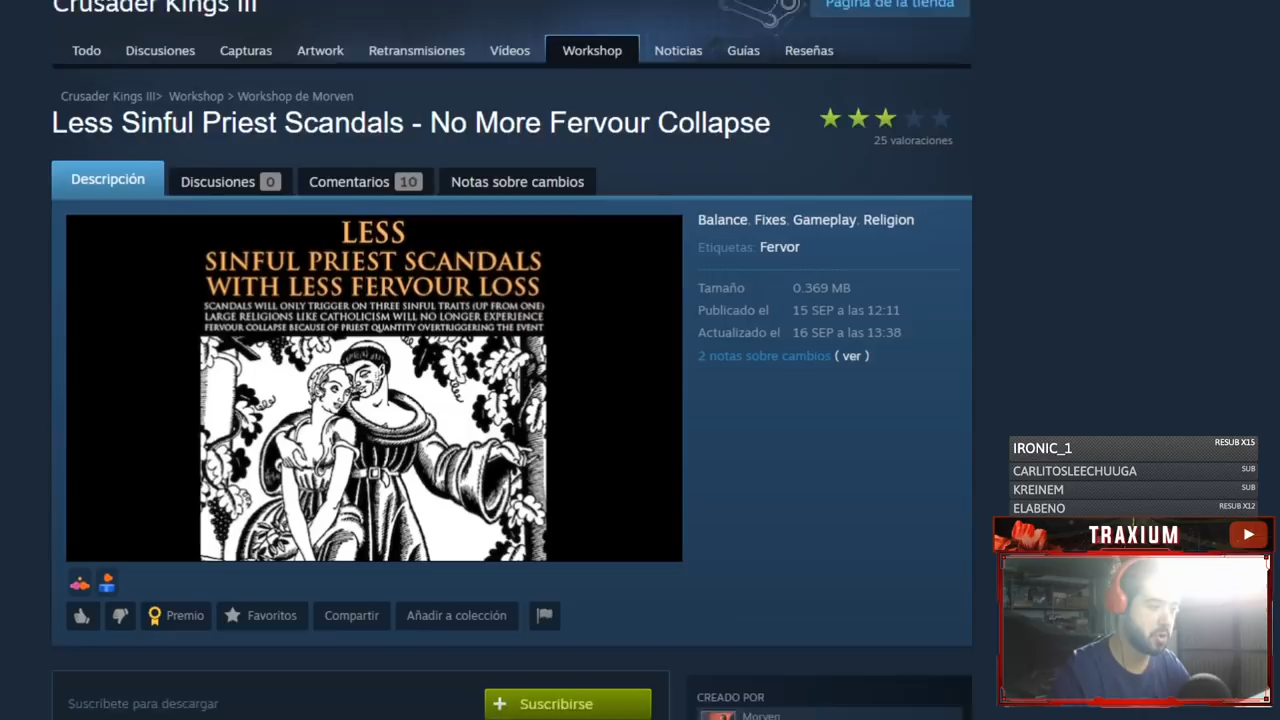 Crusader Kings III
Página de la tienda
Todo Discusiones Capturas Artwork Retransmisiones Vídeos Workshop Noticias Guías Reseñas
Crusader Kings III> Workshop > Workshop de Morven
Less Sinful Priest Scandals - No More Fervour Collapse
25 valoraciones
Descripción Discusiones 0 Comentarios 10 Notas sobre cambios
LESS
SINFUL PRIEST SCANDALS
WITH LESS FERVOUR LOSS
SCANDALS WILL ONLY TRIGGER ON THREE SINFUL TRAITS (UP FROM ONE)
LARGE RELIGIONS LIKE CATHOLICISM WILL NO LONGER EXPERIENCE
FERVOUR COLLAPSE BECAUSE OF PRIEST QUANTITY OVERTRIGGERING THE EVENT
Balance, Fixes, Gameplay, Religion
Etiquetas: Fervor
Tamaño 0.369 MB
Publicado el 15 SEP a las 12:11
Actualizado el 16 SEP a las 13:38
2 notas sobre cambios ( ver )
Premio Favoritos Compartir Añadir a colección
Suscríbete para descargar
+ Suscribirse
CREADO POR
Morven
IRONIC_1 RESUB X15
CARLITOSLEECHUUGA SUB
KREINEM SUB
ELABENO RESUB X12
TRAXIUM